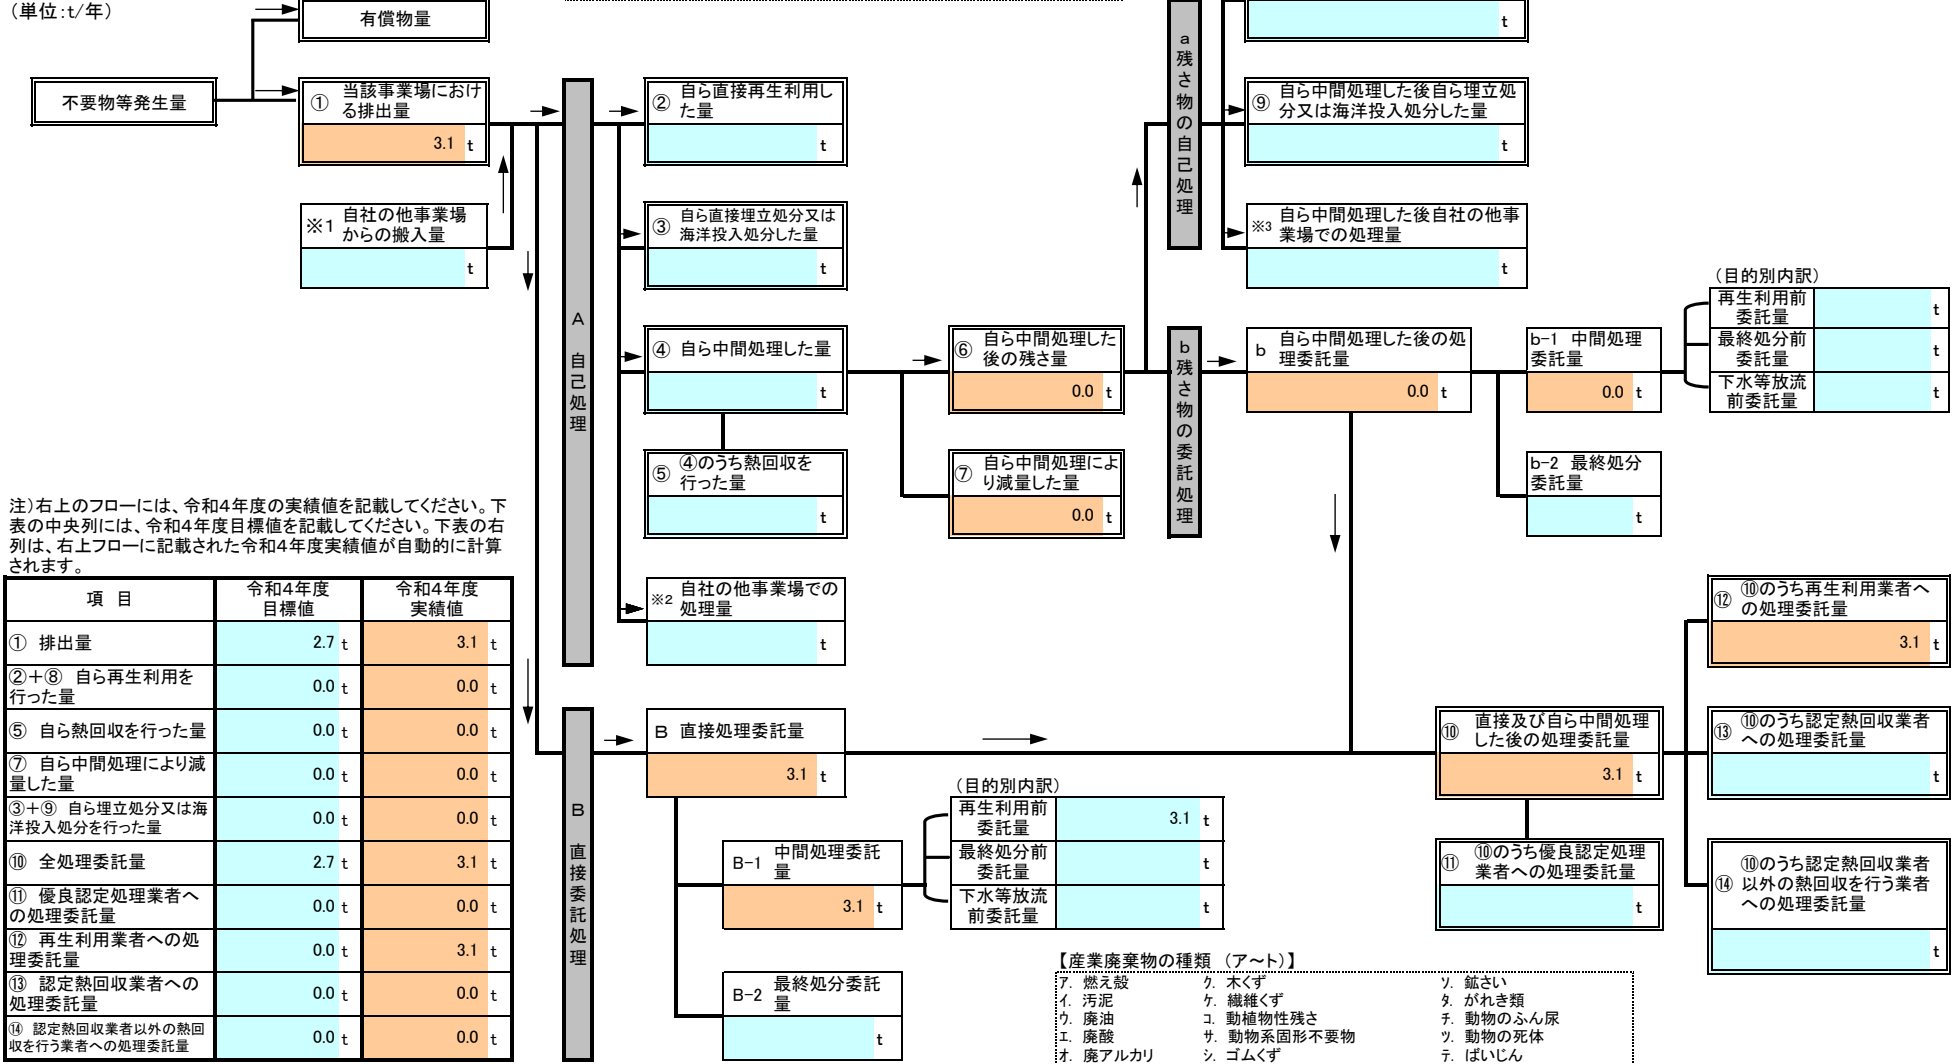 （単位：t/年）
有償物量
不要物等発生量
① 当該事業場におけ
る排出量
3.1 t
※1 自社の他事業場
からの搬入量
t
A 自己処理
② 自ら直接再生利用し
た量
t
③ 自ら直接埋立処分又は
海洋投入処分した量
t
④ 自ら中間処理した量
t
⑤ ④のうち熱回収を
行った量
t
※2 自社の他事業場での
処理量
t
⑥ 自ら中間処理した
後の残さ量
0.0 t
⑦ 自ら中間処理によ
り減量した量
0.0 t
a残さ物の自己処理
t
⑨ 自ら中間処理した後自ら埋立処
分又は海洋投入処分した量
t
※3 自ら中間処理した後自社の他事
業場での処理量
t
b残さ物の委託処理
b 自ら中間処理した後の処
理委託量
0.0 t
b-1 中間処理
委託量
0.0 t
（目的別内訳）
再生利用前
委託量
t
最終処分前
委託量
t
下水等放流
前委託量
t
b-2 最終処分
委託量
t
注）右上のフローには、令和４年度の実績値を記載してください。下
表の中央列には、令和４年度目標値を記載してください。下表の右
列は、右上フローに記載された令和４年度実績値が自動的に計算
されます。
項 目 令和４年度目標値 令和４年度実績値
① 排出量 2.7 t 3.1 t
②＋⑧ 自ら再生利用を
行った量 0.0 t 0.0 t
⑤ 自ら熱回収を行った量 0.0 t 0.0 t
⑦ 自ら中間処理により減
量した量 0.0 t 0.0 t
③＋⑨ 自ら埋立処分又は海
洋投入処分を行った量 0.0 t 0.0 t
⑩ 全処理委託量 2.7 t 3.1 t
⑪ 優良認定処理業者へ
の処理委託量 0.0 t 0.0 t
⑫ 再生利用業者への処
理委託量 0.0 t 3.1 t
⑬ 認定熱回収業者への
処理委託量 0.0 t 0.0 t
⑭ 認定熱回収業者以外の熱回
収を行う業者への処理委託量 0.0 t 0.0 t
B 直接委託処理
B 直接処理委託量
3.1 t
B-1 中間処理委託
量
3.1 t
（目的別内訳）
再生利用前
委託量
3.1 t
最終処分前
委託量
t
下水等放流
前委託量
t
B-2 最終処分委託
量
t
⑩ 直接及び自ら中間処理
した後の処理委託量
3.1 t
⑪ ⑩のうち優良認定処理
業者への処理委託量
t
⑫ ⑩のうち再生利用業者へ
の処理委託量
3.1 t
⑬ ⑩のうち認定熱回収業者
への処理委託量
t
⑭ ⑩のうち認定熱回収業者
以外の熱回収を行う業者
への処理委託量
t
【産業廃棄物の種類 （ア～ト）】
ｱ. 燃え殻 ｸ. 木くず ｿ. 鉱さい
ｲ. 汚泥 ｹ. 繊維くず ﾀ. がれき類
ｳ. 廃油 ｺ. 動植物性残さ ﾁ. 動物のふん尿
ｴ. 廃酸 ｻ. 動物系固形不要物 ﾂ. 動物の死体
ｵ. 廃アルカリ ｼ. ゴムくず ﾃ. ばいじん